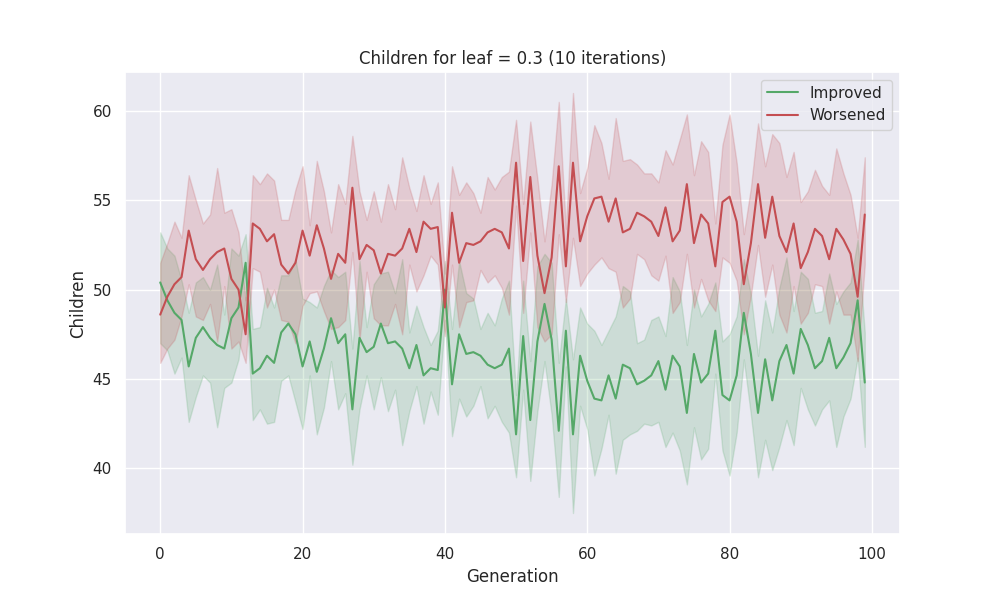 Children for leaf = 0.3 (10 iterations)
Improved
Worsened
60
55
50
45
40
Children
0 20 40 60 80 100
Generation